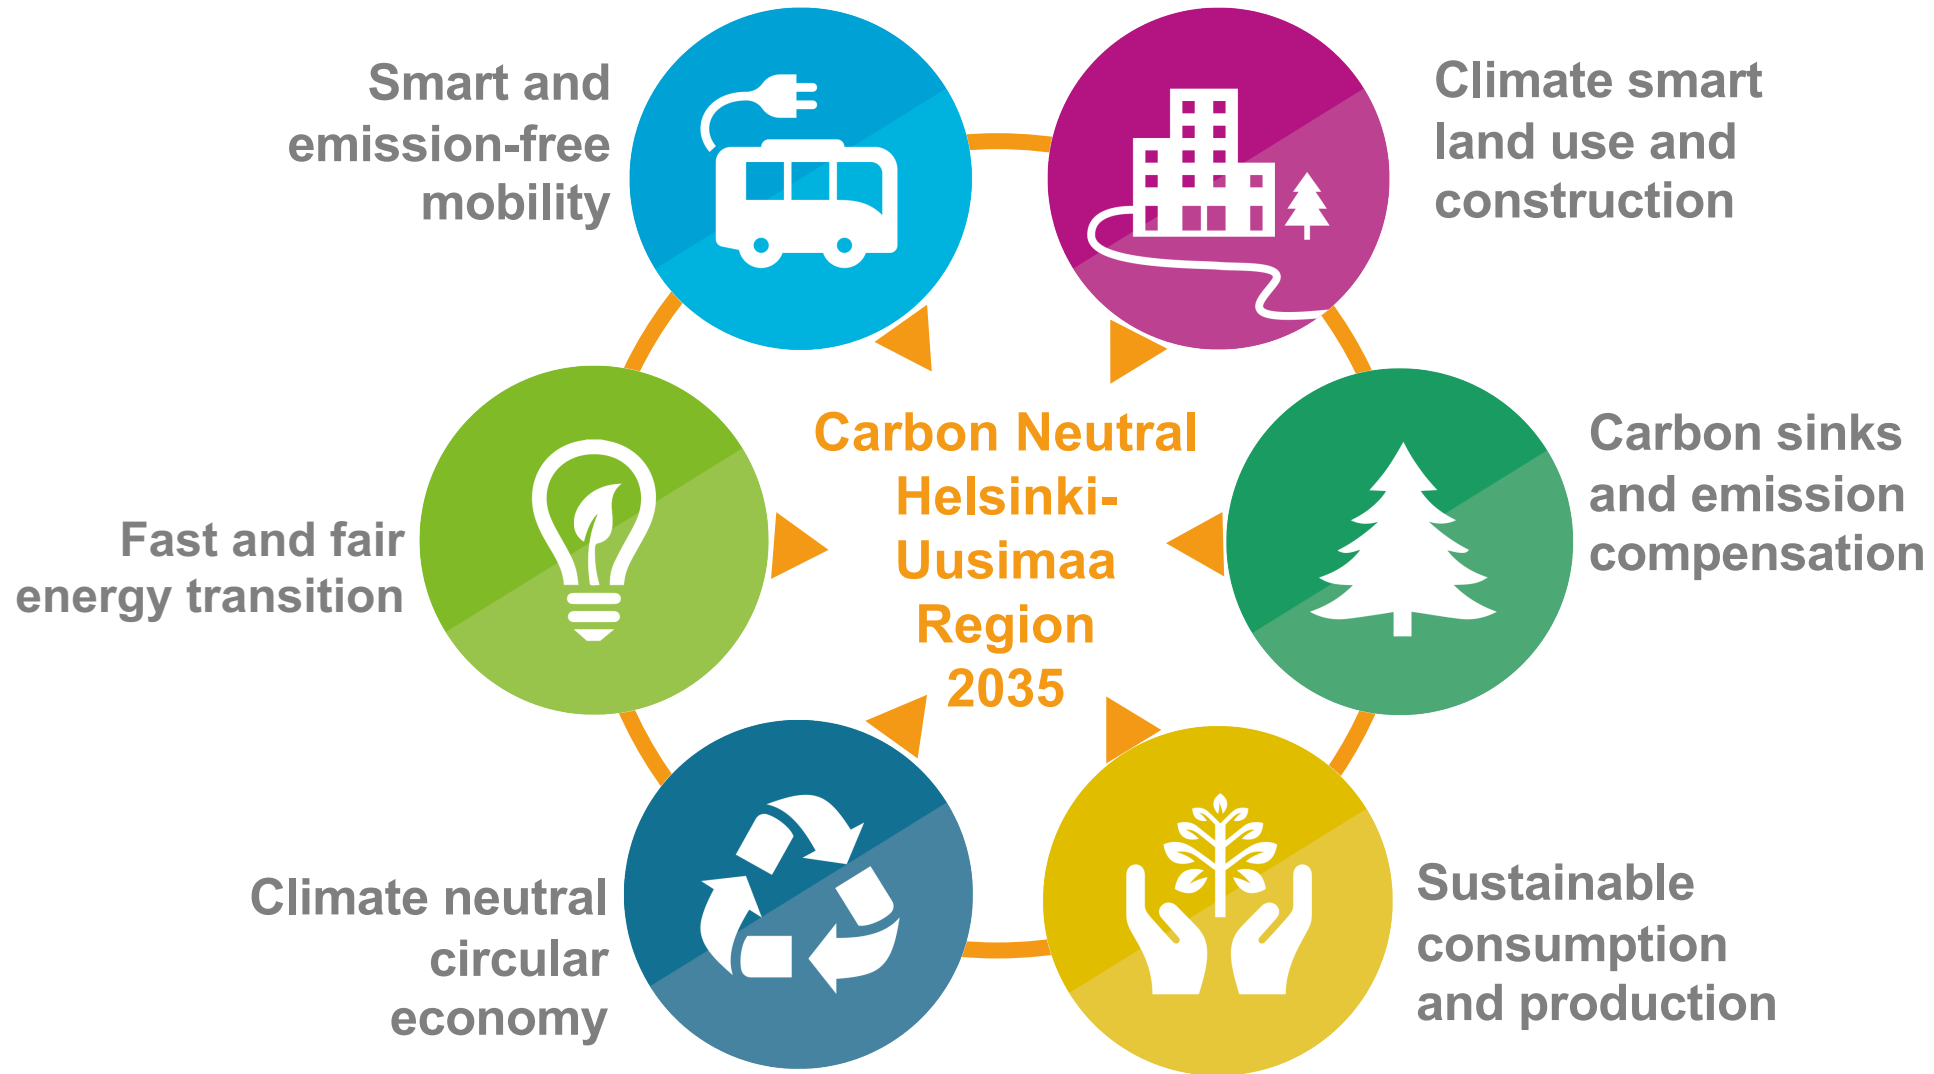 Smart and
emission-free
mobility
Climate smart
land use and
construction
Fast and fair
energy transition
Carbon Neutral
Helsinki-
Uusimaa
Region
2035
Carbon sinks
and emission
compensation
Climate neutral
circular
economy
Sustainable
consumption
and production